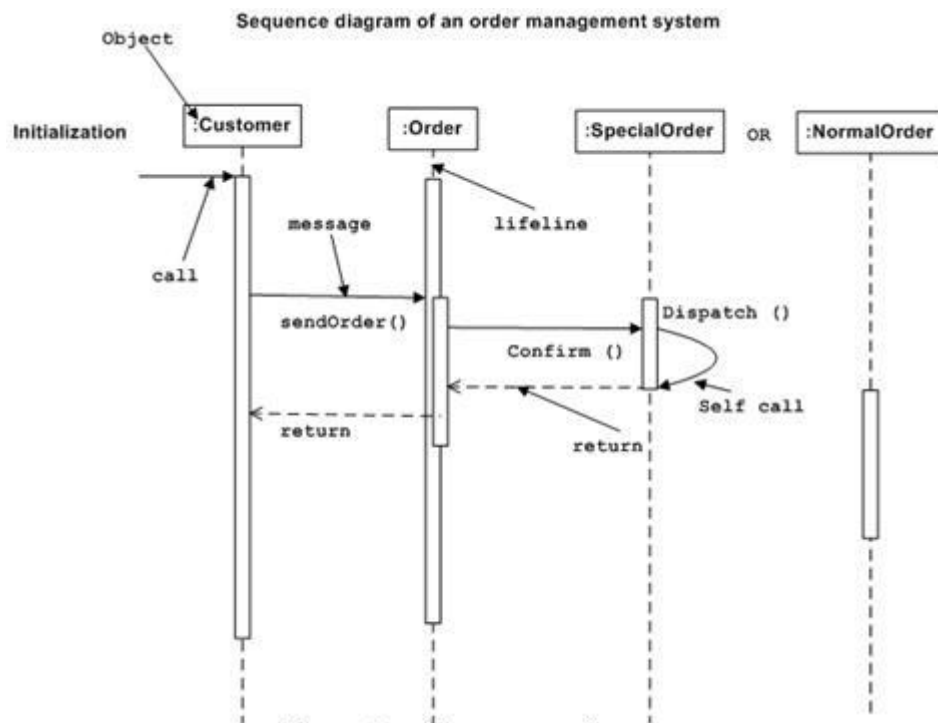 Sequence diagram of an order management system
Object
Initialization
:Customer
:Order
:SpecialOrder
OR
:NormalOrder
message
lifeline
call
sendOrder()
Dispatch ()
Confirm ()
Self call
return
return